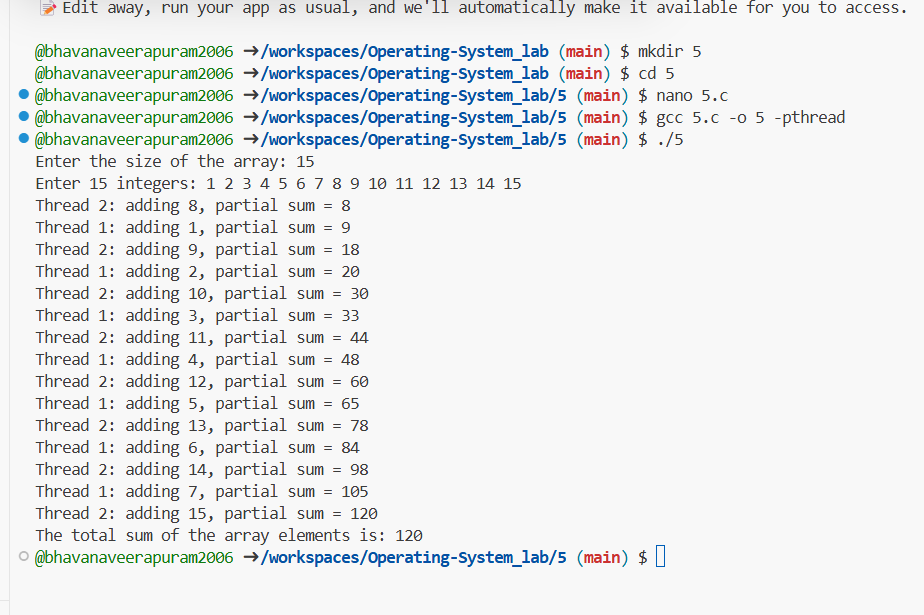 📝Edit away, run your app as usual, and we'll automatically make it available for you to access.
@bhavanaveerapuram2006 ➜/workspaces/Operating-System_lab (main) $ mkdir 5
@bhavanaveerapuram2006 ➜/workspaces/Operating-System_lab (main) $ cd 5
@bhavanaveerapuram2006 ➜/workspaces/Operating-System_lab/5 (main) $ nano 5.c
@bhavanaveerapuram2006 ➜/workspaces/Operating-System_lab/5 (main) $ gcc 5.c -o 5 -pthread
@bhavanaveerapuram2006 ➜/workspaces/Operating-System_lab/5 (main) $ ./5
Enter the size of the array: 15
Enter 15 integers: 1 2 3 4 5 6 7 8 9 10 11 12 13 14 15
Thread 2: adding 8, partial sum = 8
Thread 1: adding 1, partial sum = 9
Thread 2: adding 9, partial sum = 18
Thread 1: adding 2, partial sum = 20
Thread 2: adding 10, partial sum = 30
Thread 1: adding 3, partial sum = 33
Thread 2: adding 11, partial sum = 44
Thread 1: adding 4, partial sum = 48
Thread 2: adding 12, partial sum = 60
Thread 1: adding 5, partial sum = 65
Thread 2: adding 13, partial sum = 78
Thread 1: adding 6, partial sum = 84
Thread 2: adding 14, partial sum = 98
Thread 1: adding 7, partial sum = 105
Thread 2: adding 15, partial sum = 120
The total sum of the array elements is: 120
@bhavanaveerapuram2006 ➜/workspaces/Operating-System_lab/5 (main) $